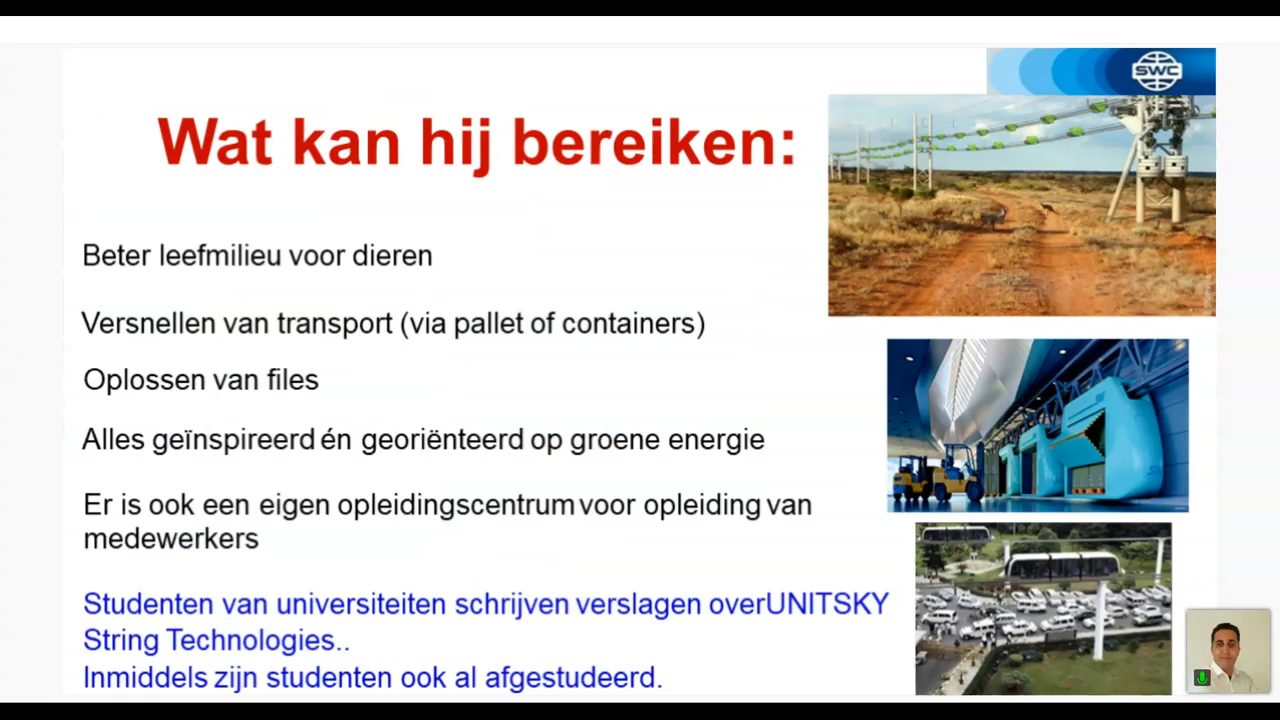 SWC
Wat kan hij bereiken:
Beter leefmilieu voor dieren
Versnellen van transport (via pallet of containers)
Oplossen van files
Alles geïnspireerd én georiënteerd op groene energie
Er is ook een eigen opleidingscentrum voor opleiding van
medewerkers
Studenten van universiteiten schrijven verslagen overUNITSKY
String Technologies..
Inmiddels zijn studenten ook al afgestudeerd.